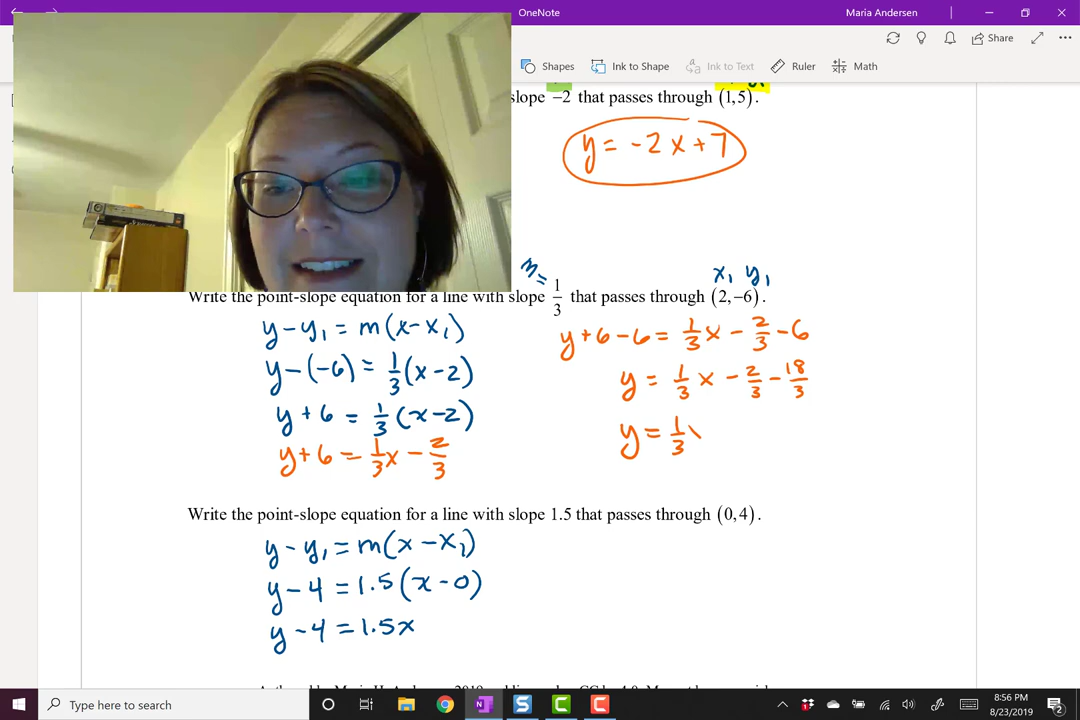 OneNote
Maria Andersen
Share
Shapes Ink to Shape Ink to Text Ruler Math
slope −2 that passes through (1,5).
y = -2x+7
m=
x₁ y₁
Write the point-slope equation for a line with slope 1/3 that passes through (2,−6).
y-y₁ = m(x-x₁)
y-(-6) = 1/3(x-2)
y+6 = 1/3(x-2)
y+6 = 1/3x - 2/3
y+6-6 = 1/3x - 2/3 - 6
y = 1/3x - 2/3 - 18/3
y = 1/3
Write the point-slope equation for a line with slope 1.5 that passes through (0,4).
y-y₁ = m(x-x₁)
y-4 = 1.5(x-0)
y-4 = 1.5x
Type here to search
8:56 PM
8/23/2019
2